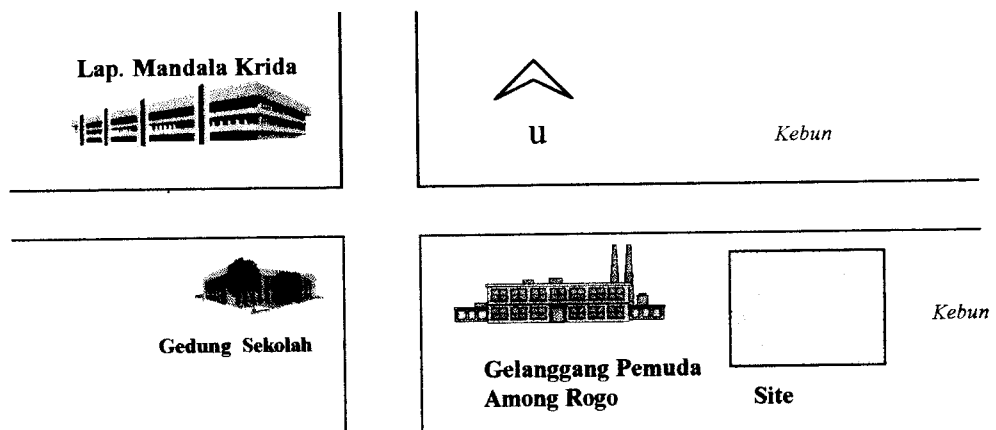 Lap. Mandala Krida
u
Kebun
Gedung Sekolah
Gelanggang Pemuda
Among Rogo
Site
Kebun